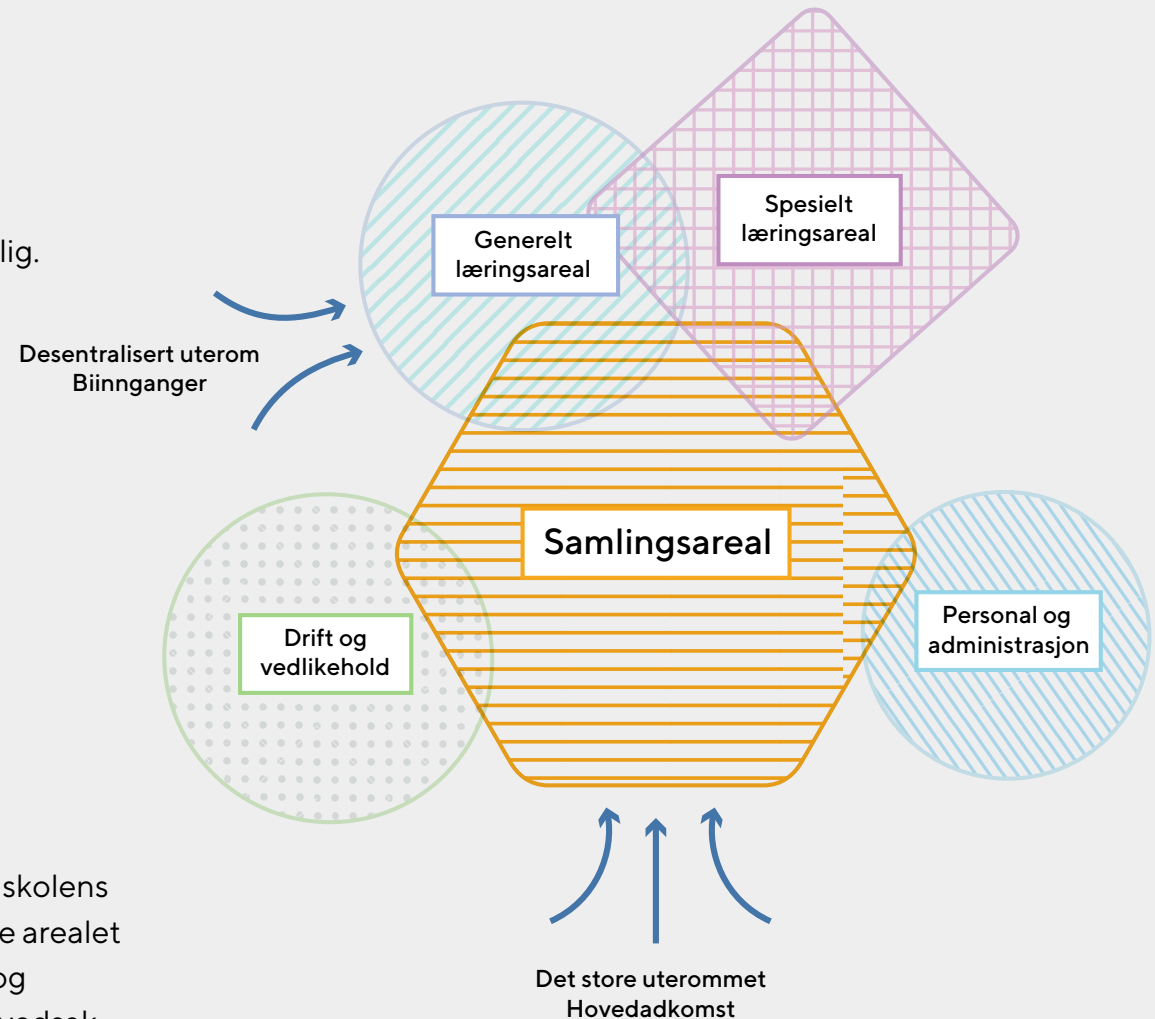 Spesielt
læringsareal
Generelt
læringsareal
lig.
Desentralisert uterom
Biinnganger
Samlingsareal
Personal og
administrasjon
Drift og
vedlikehold
skolens
e arealet
og
Det store uterommet
Hovedadkomst